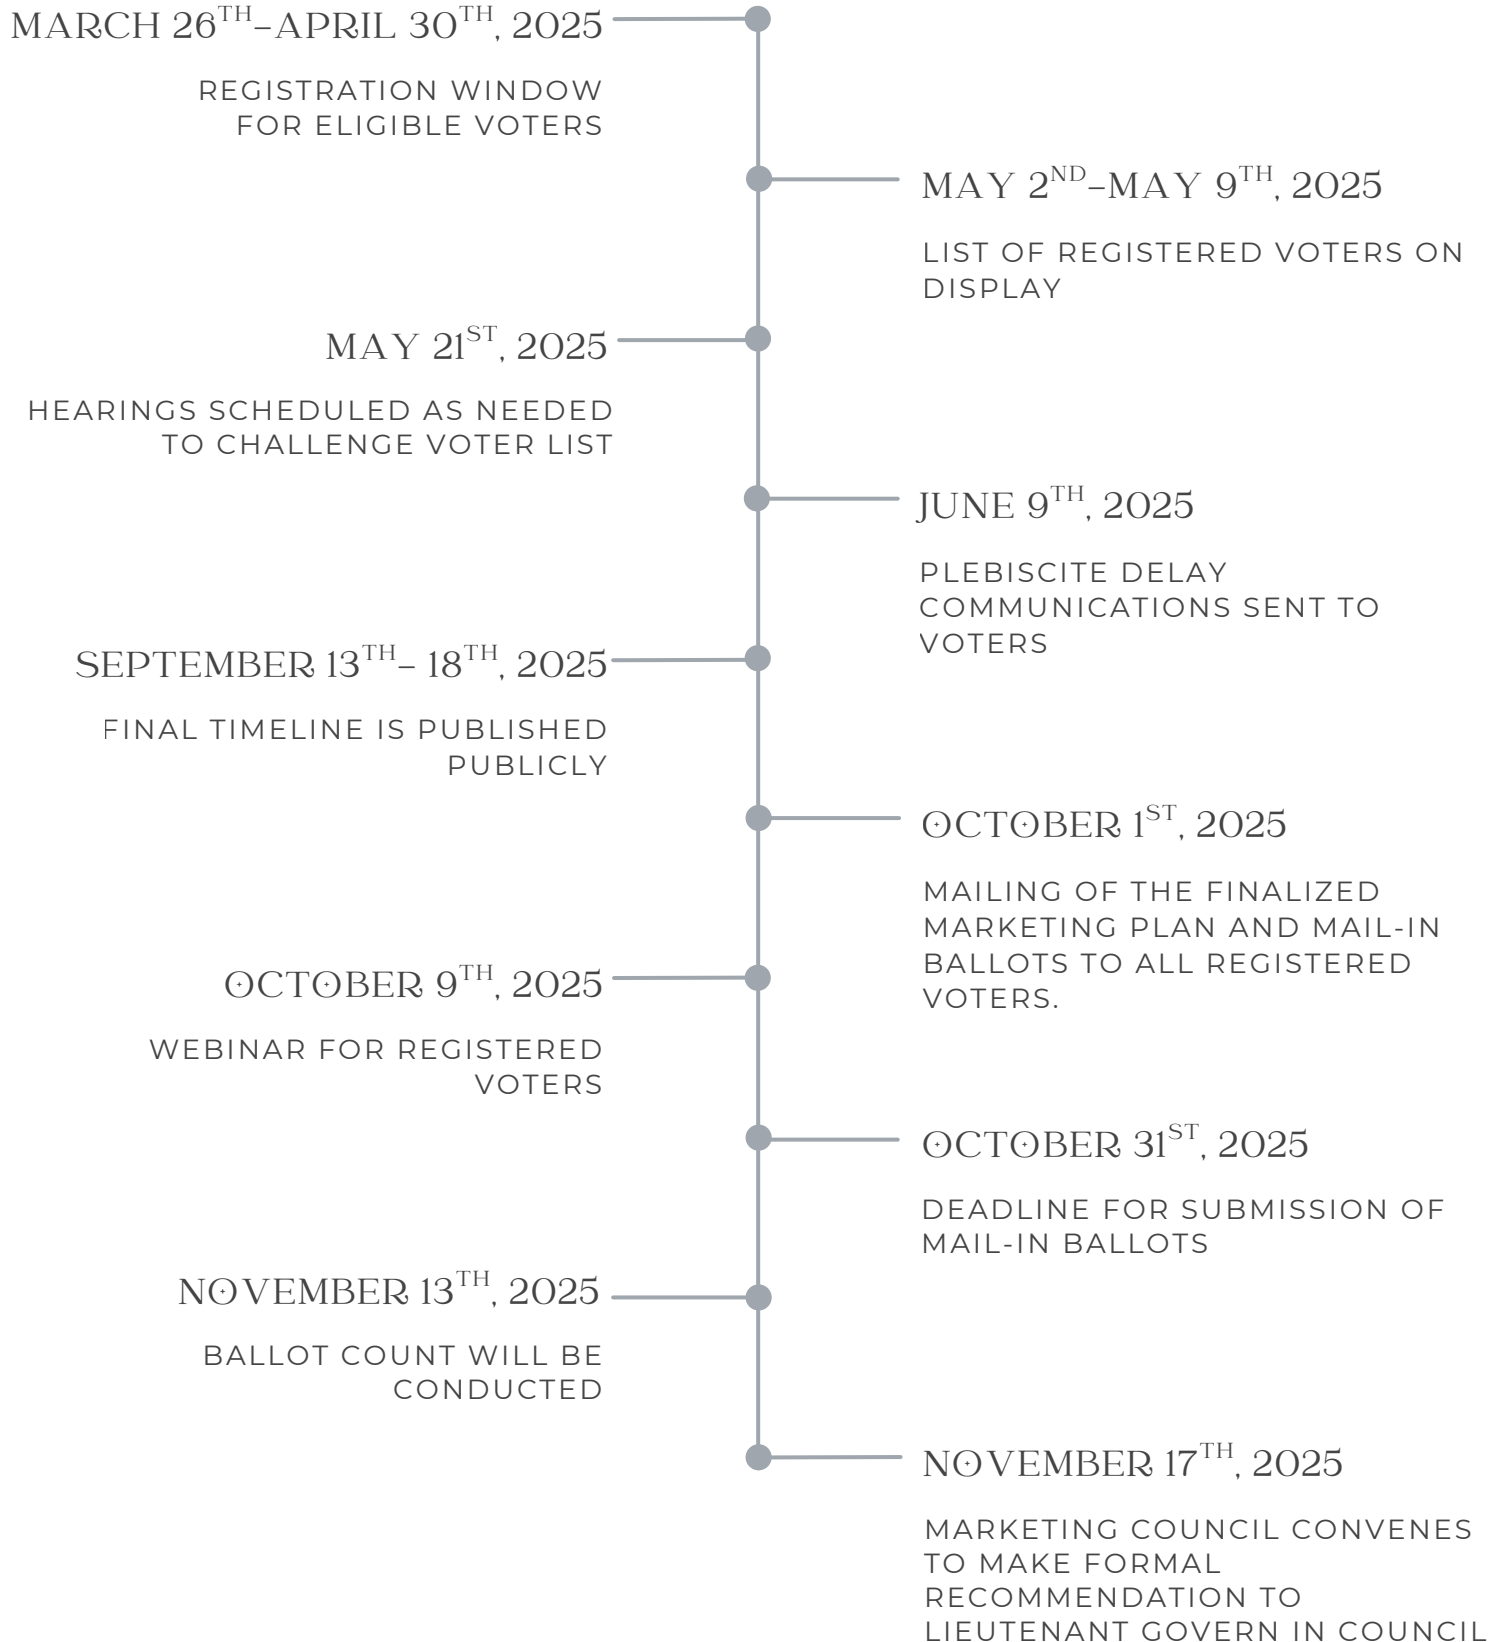 MARCH 26TH–APRIL 30TH, 2025
REGISTRATION WINDOW
FOR ELIGIBLE VOTERS
MAY 2ND–MAY 9TH, 2025
LIST OF REGISTERED VOTERS ON
DISPLAY
MAY 21ST, 2025
HEARINGS SCHEDULED AS NEEDED
TO CHALLENGE VOTER LIST
JUNE 9TH, 2025
PLEBISCITE DELAY
COMMUNICATIONS SENT TO
VOTERS
SEPTEMBER 13TH– 18TH, 2025
FINAL TIMELINE IS PUBLISHED
PUBLICLY
OCTOBER 1ST, 2025
MAILING OF THE FINALIZED
MARKETING PLAN AND MAIL-IN
BALLOTS TO ALL REGISTERED
VOTERS.
OCTOBER 9TH, 2025
WEBINAR FOR REGISTERED
VOTERS
OCTOBER 31ST, 2025
DEADLINE FOR SUBMISSION OF
MAIL-IN BALLOTS
NOVEMBER 13TH, 2025
BALLOT COUNT WILL BE
CONDUCTED
NOVEMBER 17TH, 2025
MARKETING COUNCIL CONVENES
TO MAKE FORMAL
RECOMMENDATION TO
LIEUTENANT GOVERN IN COUNCIL